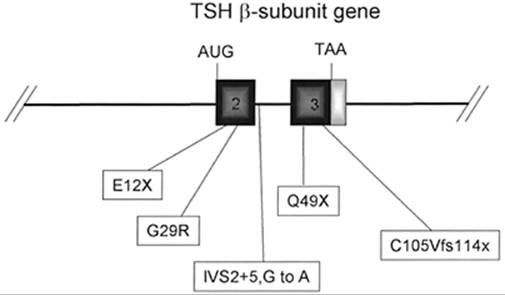 TSH β-subunit gene
AUG
TAA
2
3
E12X
Q49X
G29R
C105Vfs114x
IVS2+5,G to A